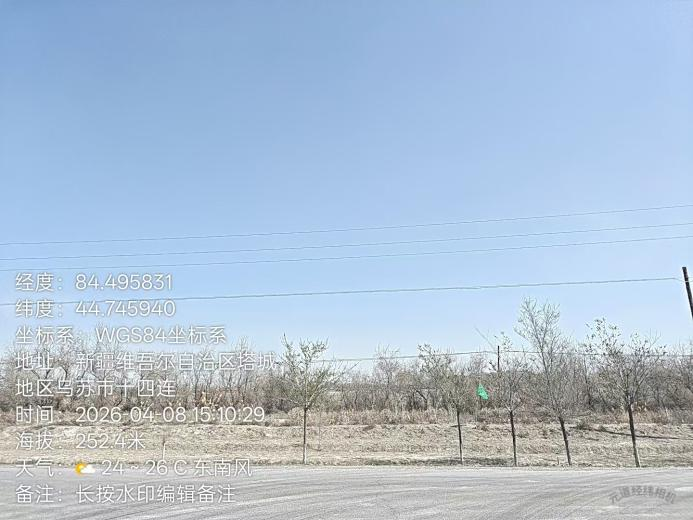 经度：84.495831
纬度：44.745940
坐标系：WGS84坐标系
地址：新疆维吾尔自治区塔城
地区乌苏市十四连
时间：2026-04-08 15:10:29
海拔：252.4米
天气：24～26℃东南风
备注：长按水印编辑备注
元道经纬相机